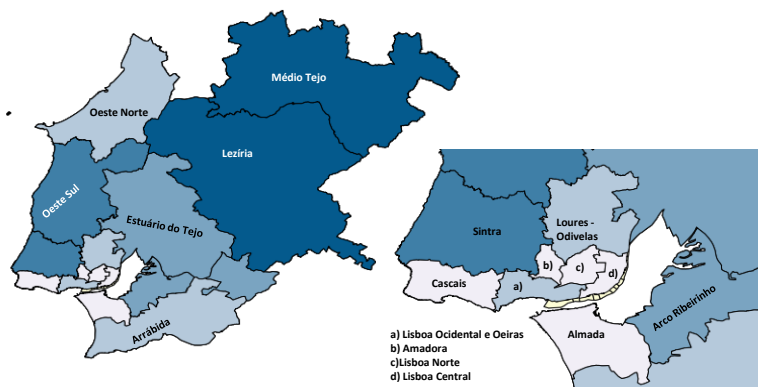 Médio Tejo
Oeste Norte
Lezíria
Oeste Sul
Estuário do Tejo
Arrábida
Sintra
Loures -
Odivelas
b)
c)
d)
Cascais
a)
Arco Ribeirinho
Almada
a) Lisboa Ocidental e Oeiras
b) Amadora
c)Lisboa Norte
d) Lisboa Central